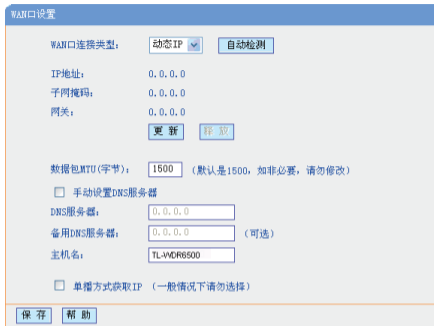 WAN口设置
WAN口连接类型： 动态IP 自动检测
IP地址： 0.0.0.0
子网掩码： 0.0.0.0
网关： 0.0.0.0
更 新 释 放
数据包MTU(字节)： 1500 （默认是1500，如非必要，请勿修改）
手动设置DNS服务器
DNS服务器： 0.0.0.0
备用DNS服务器： 0.0.0.0 （可选）
主机名： TL-WDR6500
单播方式获取IP （一般情况下请勿选择）
保 存 帮 助